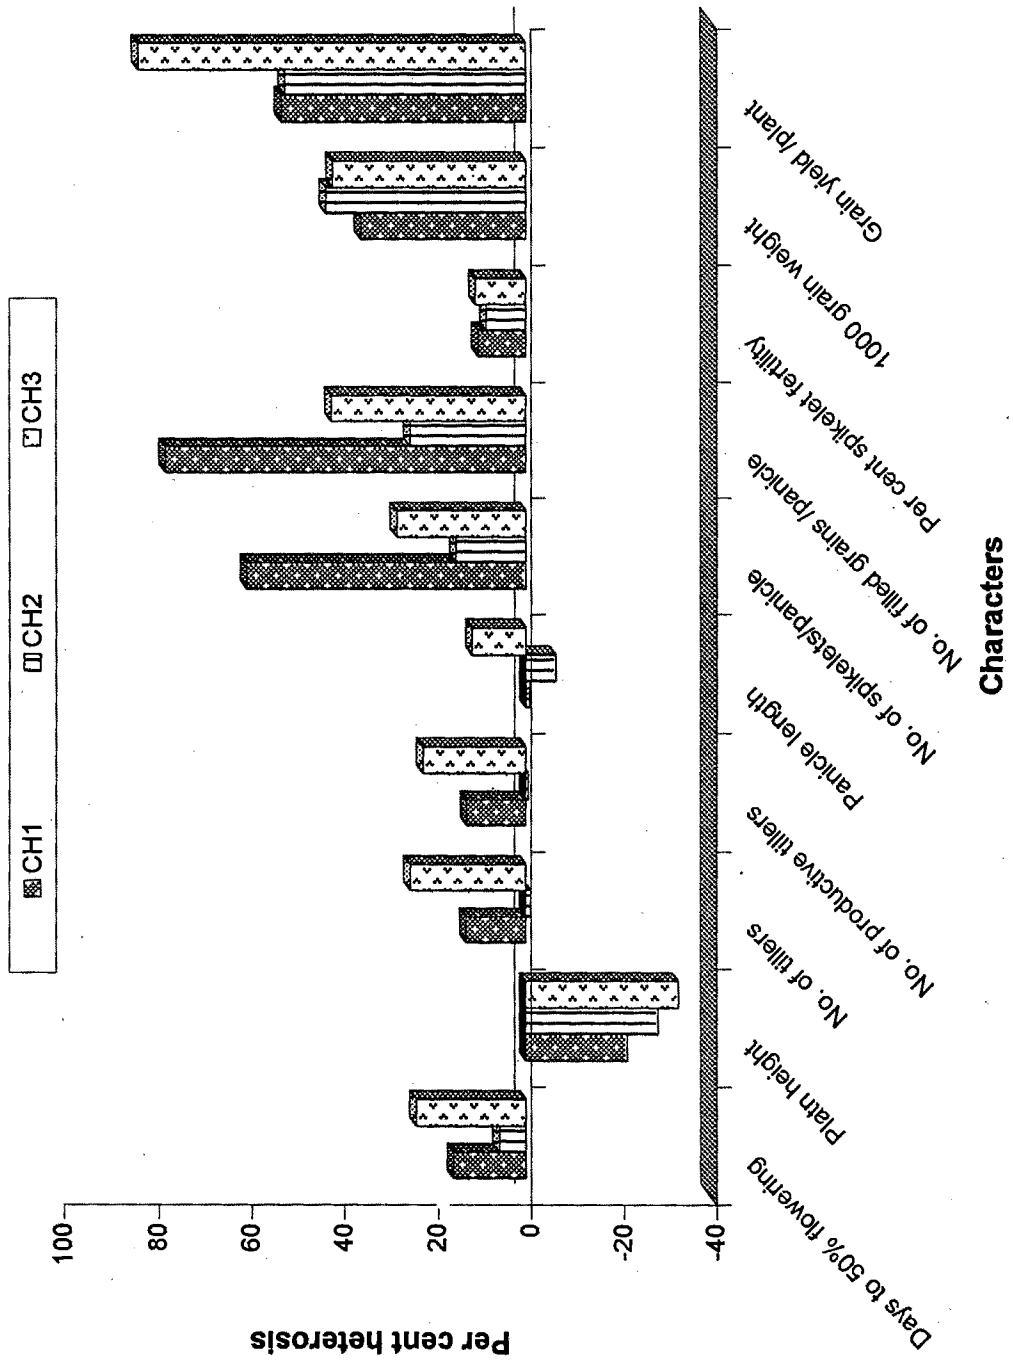 CH1
CH2
CH3
Per cent heterosis
100
80
60
40
20
0
-20
-40
Days to 50% flowering
Platn height
No. of tillers
No. of productive tillers
Panicle length
No. of spikelets/panicle
No. of filled grains /panicle
Per cent spikelet fertility
1000 grain weight
Grain yield /plant
Characters